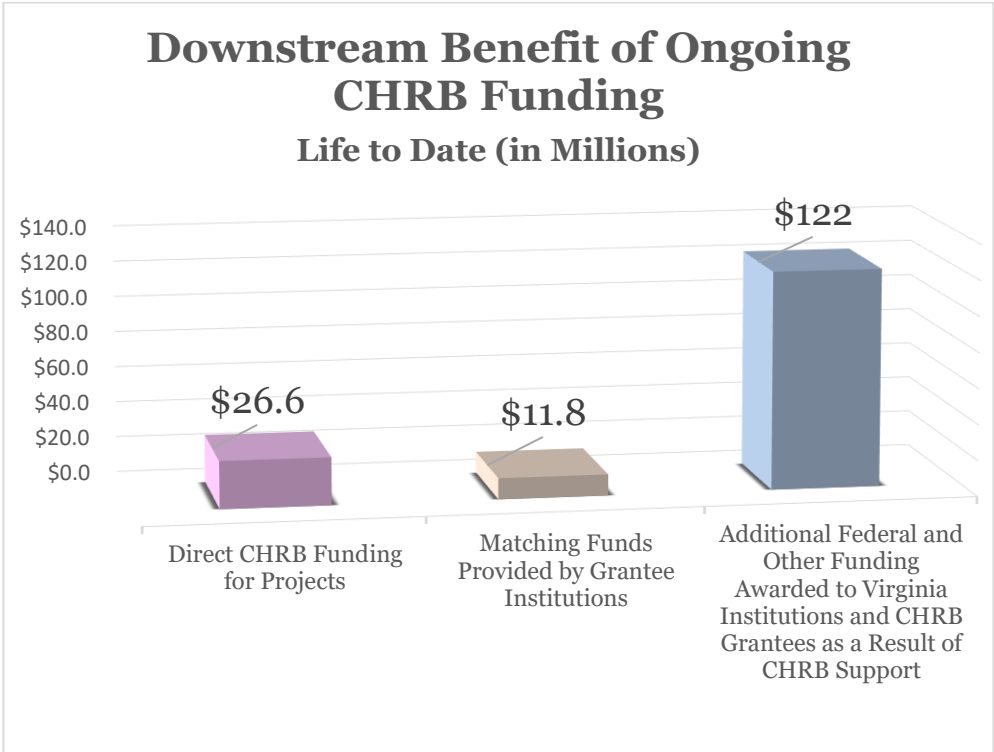 Downstream Benefit of Ongoing
CHRB Funding
Life to Date (in Millions)
$140.0
$120.0
$100.0
$80.0
$60.0
$40.0
$20.0
$0.0
$26.6
$11.8
$122
Direct CHRB Funding
for Projects
Matching Funds
Provided by Grantee
Institutions
Additional Federal and
Other Funding
Awarded to Virginia
Institutions and CHRB
Grantees as a Result of
CHRB Support